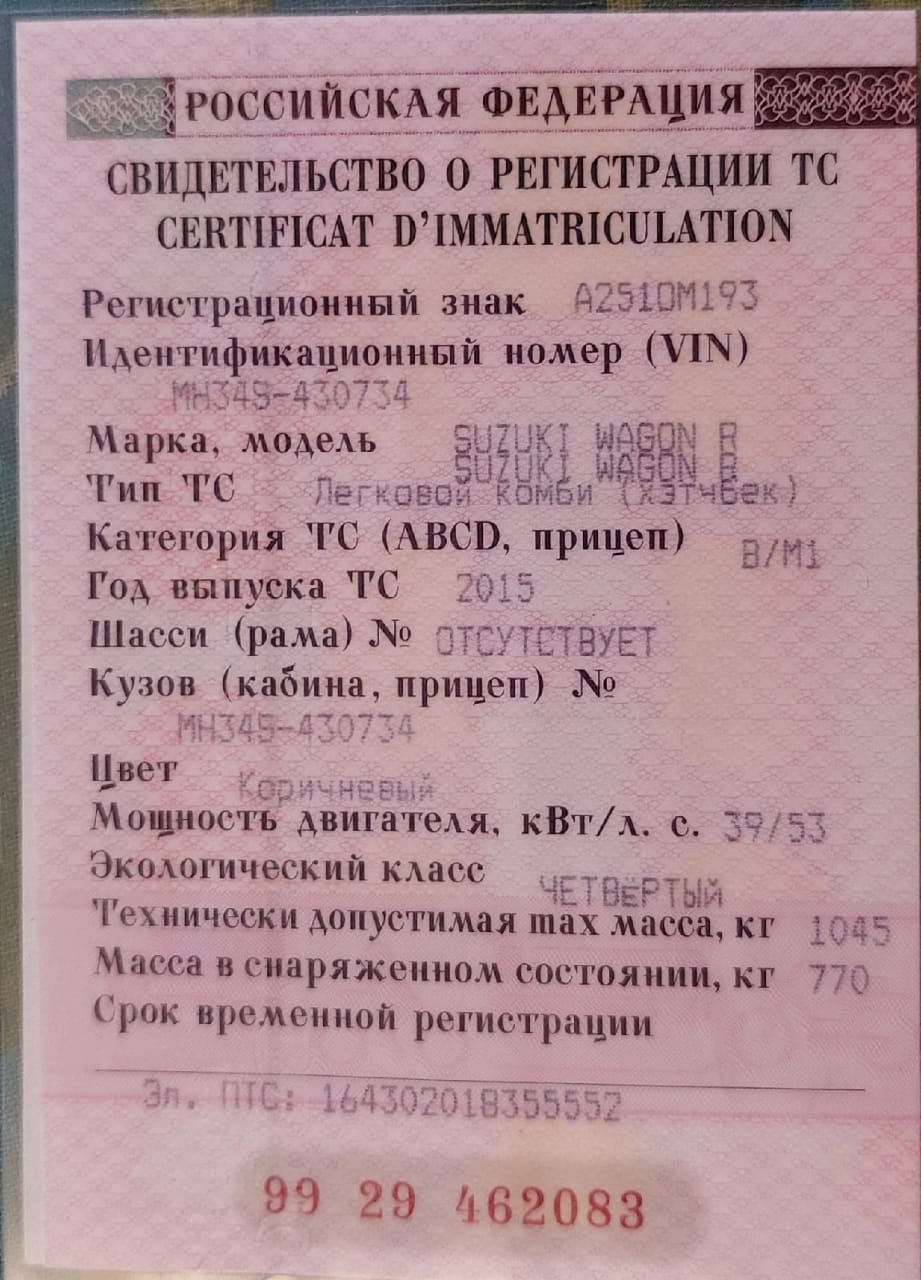 РОССИЙСКАЯ ФЕДЕРАЦИЯ
СВИДЕТЕЛЬСТВО О РЕГИСТРАЦИИ ТС
CERTIFICAT D'IMMATRICULATION
Регистрационный знак А251ОМ193
Идентификационный номер (VIN)
МН34S-430734
Марка, модель SUZUKI WAGON R
SUZUKI WAGON R
Тип ТС Легковой комби (хэтчбек)
Категория ТС (ABCD, прицеп) B/M1
Год выпуска ТС 2015
Шасси (рама) № ОТСУТСТВУЕТ
Кузов (кабина, прицеп) №
МН34S-430734
Цвет Коричневый
Мощность двигателя, кВт/л. с. 39/53
Экологический класс ЧЕТВЁРТЫЙ
Технически допустимая max масса, кг 1045
Масса в снаряженном состоянии, кг 770
Срок временной регистрации
Эл. ПТС: 164302018355552
99 29 462083